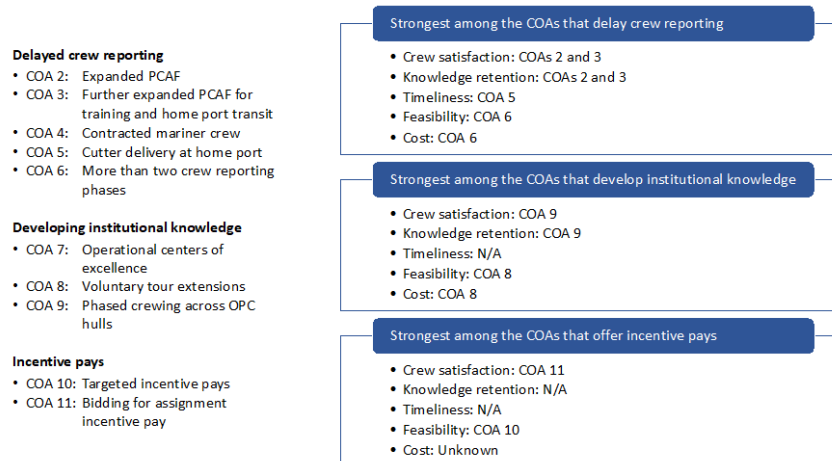 Delayed crew reporting
• COA 2: Expanded PCAF
• COA 3: Further expanded PCAF for
training and home port transit
• COA 4: Contracted mariner crew
• COA 5: Cutter delivery at home port
• COA 6: More than two crew reporting
phases
Developing institutional knowledge
• COA 7: Operational centers of
excellence
• COA 8: Voluntary tour extensions
• COA 9: Phased crewing across OPC
hulls
Incentive pays
• COA 10: Targeted incentive pays
• COA 11: Bidding for assignment
incentive pay
Strongest among the COAs that delay crew reporting
• Crew satisfaction: COAs 2 and 3
• Knowledge retention: COAs 2 and 3
• Timeliness: COA 5
• Feasibility: COA 6
• Cost: COA 6
Strongest among the COAs that develop institutional knowledge
• Crew satisfaction: COA 9
• Knowledge retention: COA 9
• Timeliness: N/A
• Feasibility: COA 8
• Cost: COA 8
Strongest among the COAs that offer incentive pays
• Crew satisfaction: COA 11
• Knowledge retention: N/A
• Timeliness: N/A
• Feasibility: COA 10
• Cost: Unknown